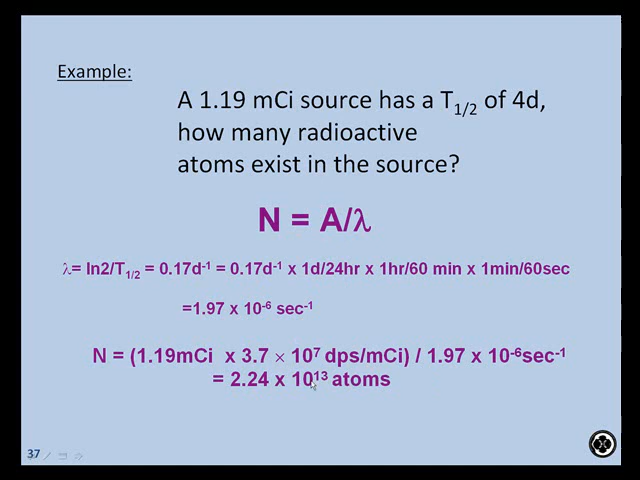 Example:
A 1.19 mCi source has a T1/2 of 4d,
how many radioactive
atoms exist in the source?
N = A/λ
λ= ln2/T1/2 = 0.17d-1 = 0.17d-1 x 1d/24hr x 1hr/60 min x 1min/60sec
=1.97 x 10-6 sec-1
N = (1.19mCi x 3.7 × 107 dps/mCi) / 1.97 x 10-6sec-1
= 2.24 x 1013 atoms
37